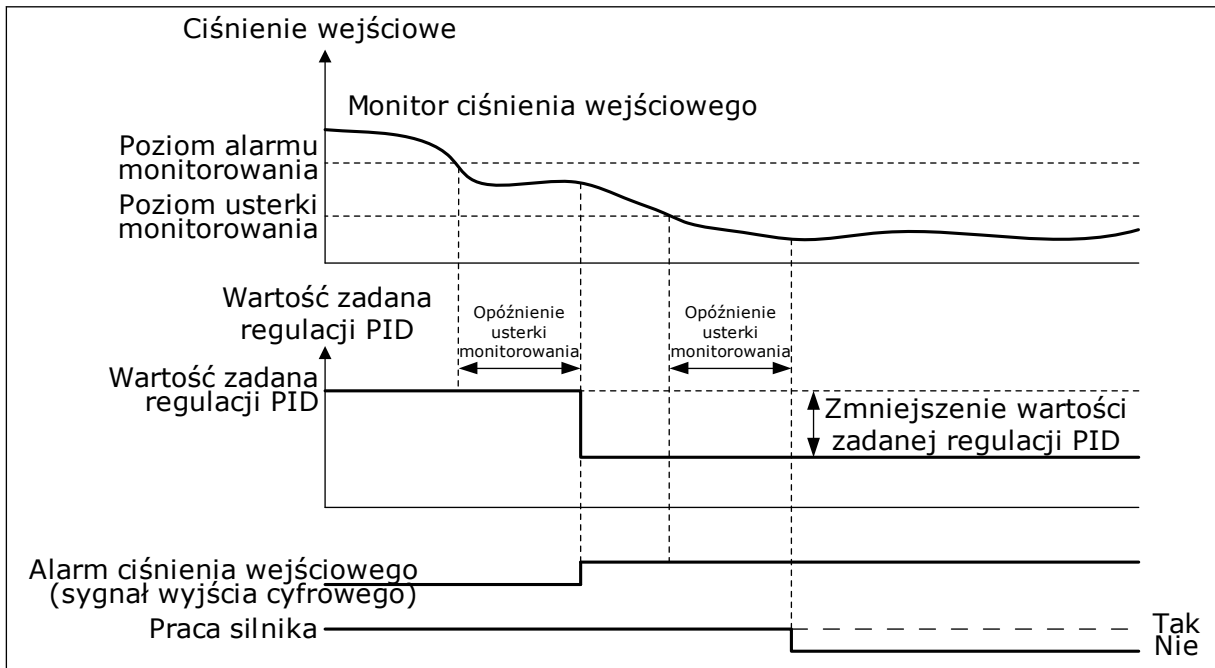 Ciśnienie wejściowe
Monitor ciśnienia wejściowego
Poziom alarmu
monitorowania
Poziom usterki
monitorowania
Wartość zadana
regulacji PID
Opóźnienie
usterki
monitorowania
Opóźnienie
usterki
monitorowania
Wartość zadana
regulacji PID
Zmniejszenie wartości
zadanej regulacji PID
Alarm ciśnienia wejściowego
(sygnał wyjścia cyfrowego)
Praca silnika
Tak
Nie